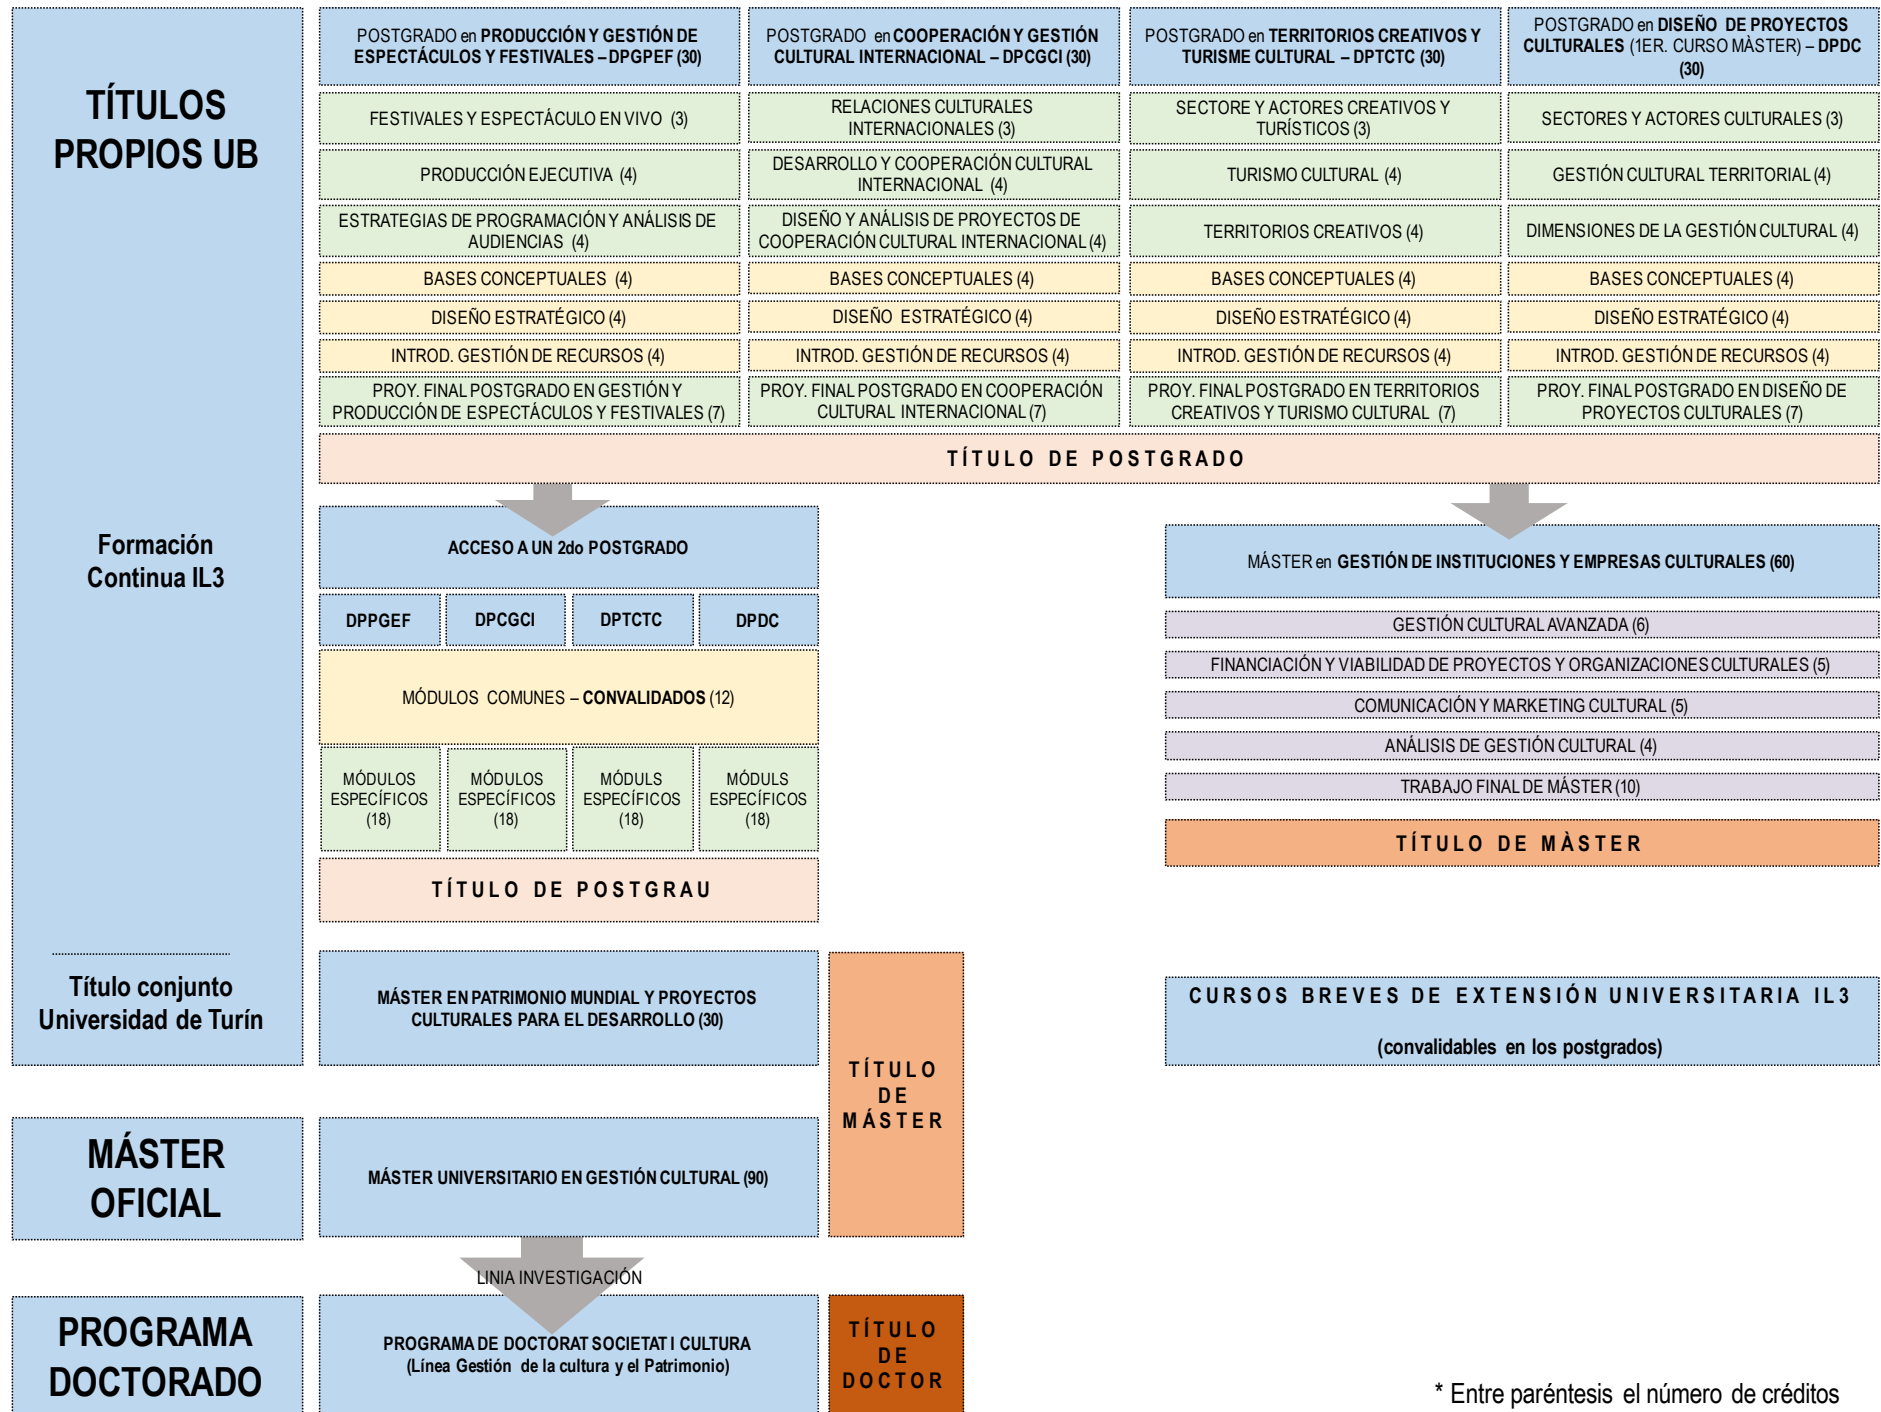 TÍTULOS
PROPIOS UB
Formación
Continua IL3
Título conjunto
Universidad de Turín
POSTGRADO en PRODUCCIÓN Y GESTIÓN DE
ESPECTÁCULOS Y FESTIVALES – DPGPEF (30)
FESTIVALES Y ESPECTÁCULO EN VIVO (3)
PRODUCCIÓN EJECUTIVA (4)
ESTRATEGIAS DE PROGRAMACIÓN Y ANÁLISIS DE
AUDIENCIAS (4)
BASES CONCEPTUALES (4)
DISEÑO ESTRATÉGICO (4)
INTROD. GESTIÓN DE RECURSOS (4)
PROY. FINAL POSTGRADO EN GESTIÓN Y
PRODUCCIÓN DE ESPECTÁCULOS Y FESTIVALES (7)
POSTGRADO en COOPERACIÓN Y GESTIÓN
CULTURAL INTERNACIONAL – DPCGCI (30)
RELACIONES CULTURALES
INTERNACIONALES (3)
DESARROLLO Y COOPERACIÓN CULTURAL
INTERNACIONAL (4)
DISEÑO Y ANÁLISIS DE PROYECTOS DE
COOPERACIÓN CULTURAL INTERNACIONAL (4)
BASES CONCEPTUALES (4)
DISEÑO ESTRATÉGICO (4)
INTROD. GESTIÓN DE RECURSOS (4)
PROY. FINAL POSTGRADO EN COOPERACIÓN
CULTURAL INTERNACIONAL (7)
POSTGRADO en TERRITORIOS CREATIVOS Y
TURISME CULTURAL – DPTCTC (30)
SECTORE Y ACTORES CREATIVOS Y
TURÍSTICOS (3)
TURISMO CULTURAL (4)
TERRITORIOS CREATIVOS (4)
BASES CONCEPTUALES (4)
DISEÑO ESTRATÉGICO (4)
INTROD. GESTIÓN DE RECURSOS (4)
PROY. FINAL POSTGRADO EN TERRITORIOS
CREATIVOS Y TURISMO CULTURAL (7)
POSTGRADO en DISEÑO DE PROYECTOS
CULTURALES (1ER. CURSO MÀSTER) – DPDC
(30)
SECTORES Y ACTORES CULTURALES (3)
GESTIÓN CULTURAL TERRITORIAL (4)
DIMENSIONES DE LA GESTIÓN CULTURAL (4)
BASES CONCEPTUALES (4)
DISEÑO ESTRATÉGICO (4)
INTROD. GESTIÓN DE RECURSOS (4)
PROY. FINAL POSTGRADO EN DISEÑO DE
PROYECTOS CULTURALES (7)
TÍTULO DE POSTGRADO
ACCESO A UN 2do POSTGRADO
DPPGEF DPCGCI DPTCTC DPDC
MÓDULOS COMUNES – CONVALIDADOS (12)
MÓDULOS
ESPECÍFICOS
(18)
MÓDULOS
ESPECÍFICOS
(18)
MÓDULS
ESPECÍFICOS
(18)
MÓDULS
ESPECÍFICOS
(18)
TÍTULO DE POSTGRAU
MÁSTER en GESTIÓN DE INSTITUCIONES Y EMPRESAS CULTURALES (60)
GESTIÓN CULTURAL AVANZADA (6)
FINANCIACIÓN Y VIABILIDAD DE PROYECTOS Y ORGANIZACIONES CULTURALES (5)
COMUNICACIÓN Y MARKETING CULTURAL (5)
ANÁLISIS DE GESTIÓN CULTURAL (4)
TRABAJO FINAL DE MÁSTER (10)
TÍTULO DE MÀSTER
MÁSTER EN PATRIMONIO MUNDIAL Y PROYECTOS
CULTURALES PARA EL DESARROLLO (30)
TÍTULO
DE
MÁSTER
CURSOS BREVES DE EXTENSIÓN UNIVERSITARIA IL3
(convalidables en los postgrados)
MÁSTER
OFICIAL
MÁSTER UNIVERSITARIO EN GESTIÓN CULTURAL (90)
LINIA INVESTIGACIÓN
PROGRAMA
DOCTORADO
PROGRAMA DE DOCTORAT SOCIETAT I CULTURA
(Línea Gestión de la cultura y el Patrimonio)
TÍTULO
DE
DOCTOR
* Entre paréntesis el número de créditos